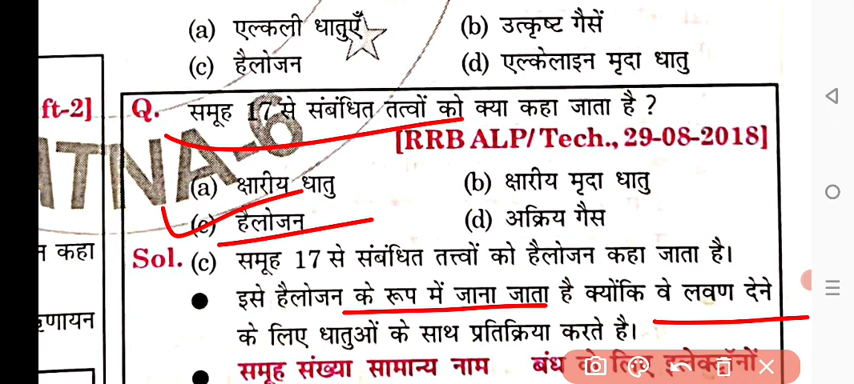 (a) एल्कली धातुएँ (b) उत्कृष्ट गैसें
(c) हैलोजन (d) एल्केलाइन मृदा धातु
ft-2]
Q. समूह 17 से संबंधित तत्वों को क्या कहा जाता है ?
[RRB ALP/ Tech., 29-08-2018]
(a) क्षारीय धातु (b) क्षारीय मृदा धातु
(c) हैलोजन (d) अक्रिय गैस
कहा
Sol. (c) समूह 17 से संबंधित तत्त्वों को हैलोजन कहा जाता है।
● इसे हैलोजन के रूप में जाना जाता है क्योंकि वे लवण देने
के लिए धातुओं के साथ प्रतिक्रिया करते है।
● समूह संख्या सामान्य नाम बंध के लिए इलेक्ट्रॉनों